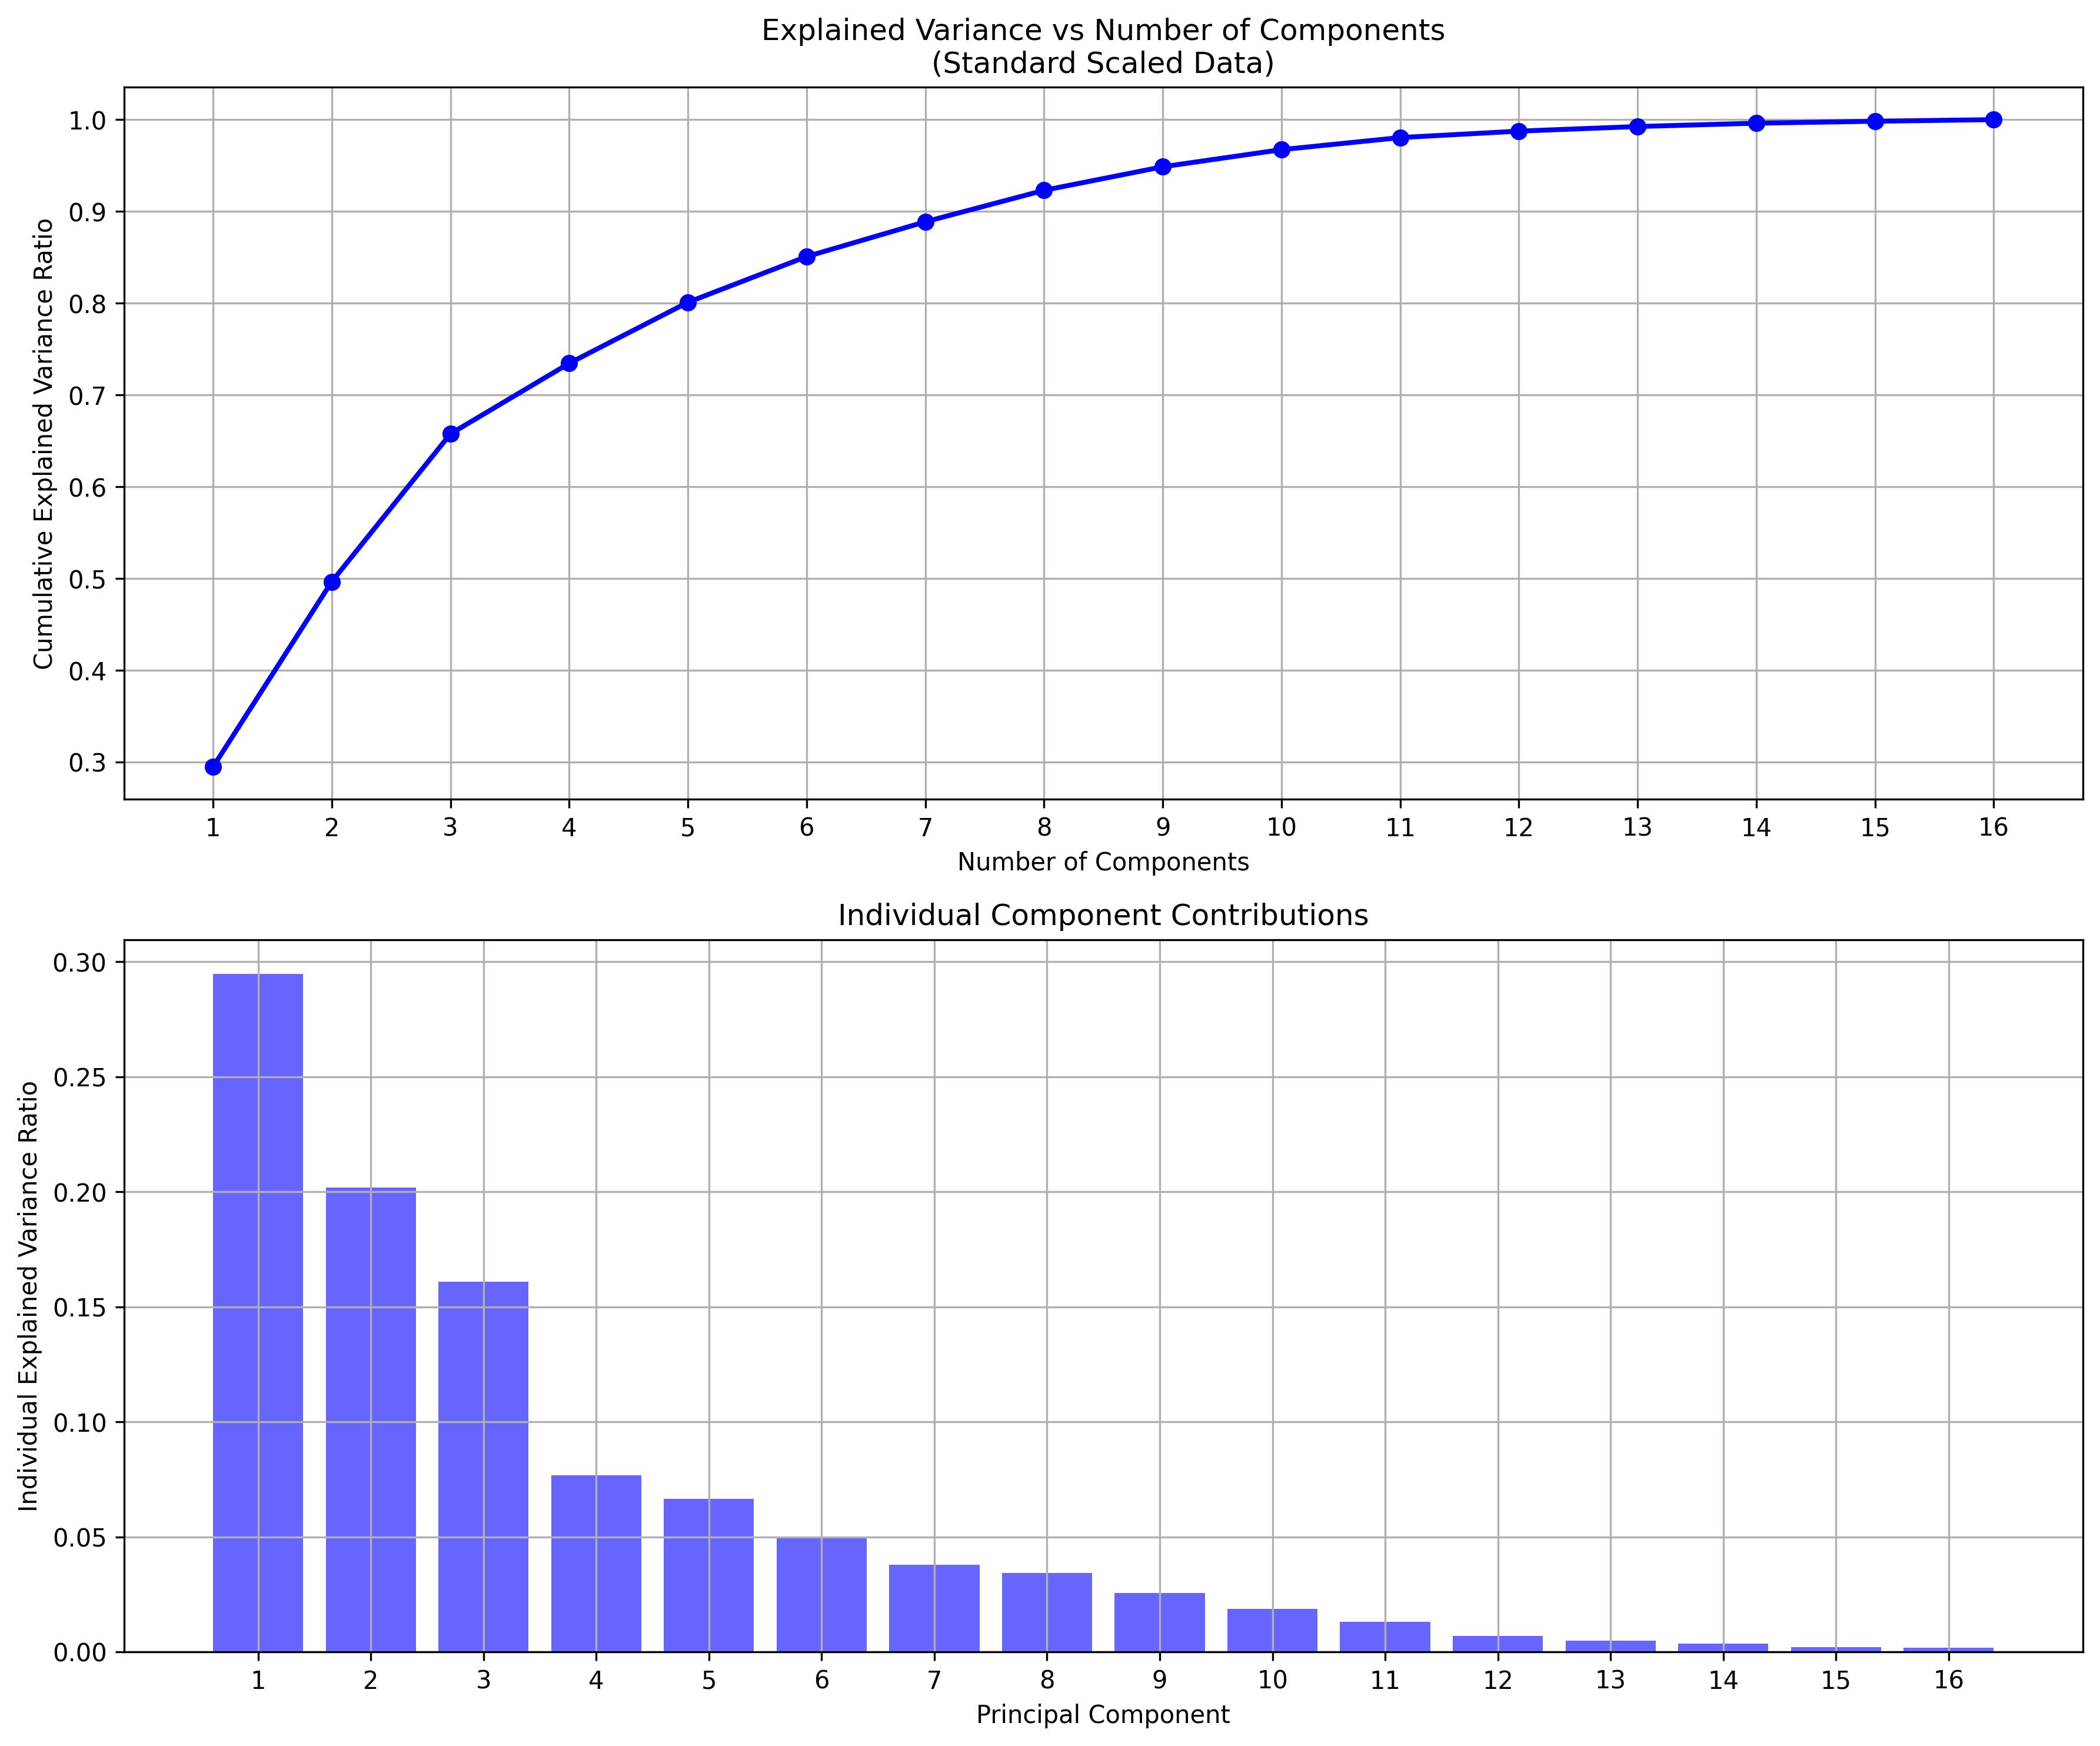 Explained Variance vs Number of Components
(Standard Scaled Data)
Cumulative Explained Variance Ratio
1.0
0.9
0.8
0.7
0.6
0.5
0.4
0.3
1 2 3 4 5 6 7 8 9 10 11 12 13 14 15 16
Number of Components
Individual Component Contributions
Individual Explained Variance Ratio
0.30
0.25
0.20
0.15
0.10
0.05
0.00
1 2 3 4 5 6 7 8 9 10 11 12 13 14 15 16
Principal Component